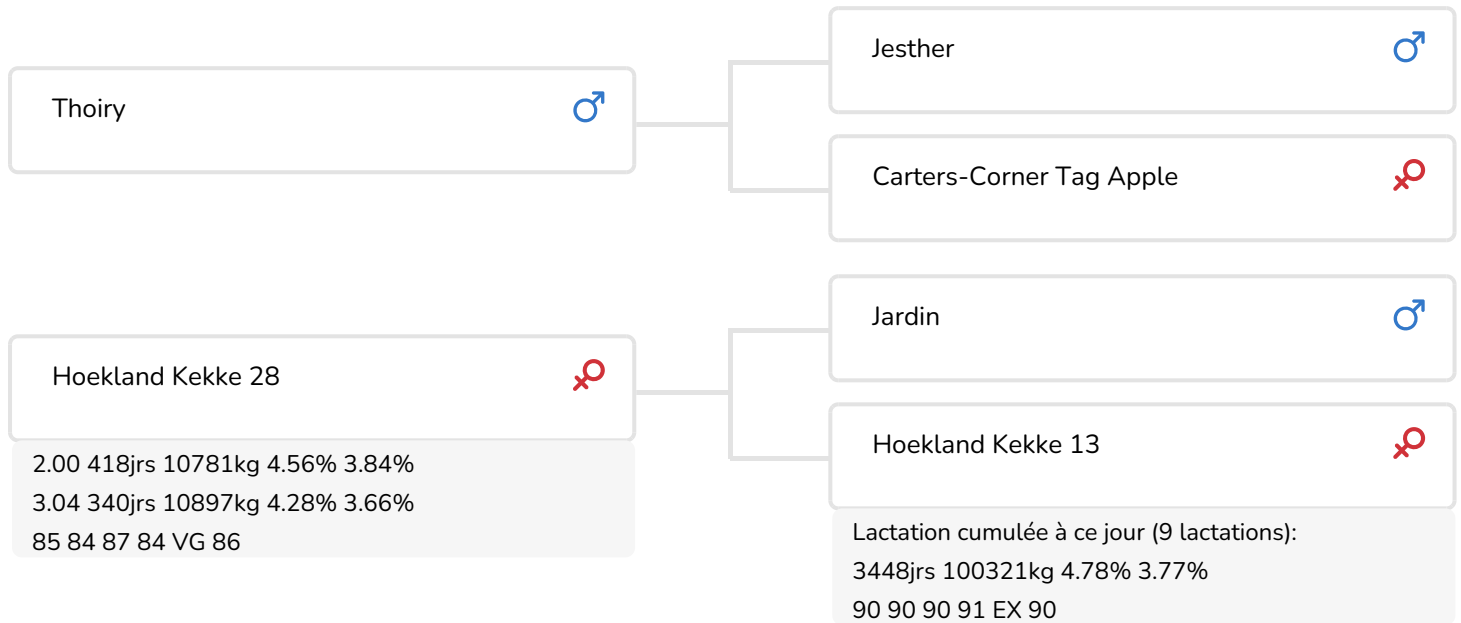 Thoiry
Jesther
Carters-Corner Tag Apple
Hoekland Kekke 28
2.00 418jrs 10781kg 4.56% 3.84%
3.04 340jrs 10897kg 4.28% 3.66%
85 84 87 84 VG 86
Jardin
Hoekland Kekke 13
Lactation cumulée à ce jour (9 lactations):
3448jrs 100321kg 4.78% 3.77%
90 90 90 91 EX 90